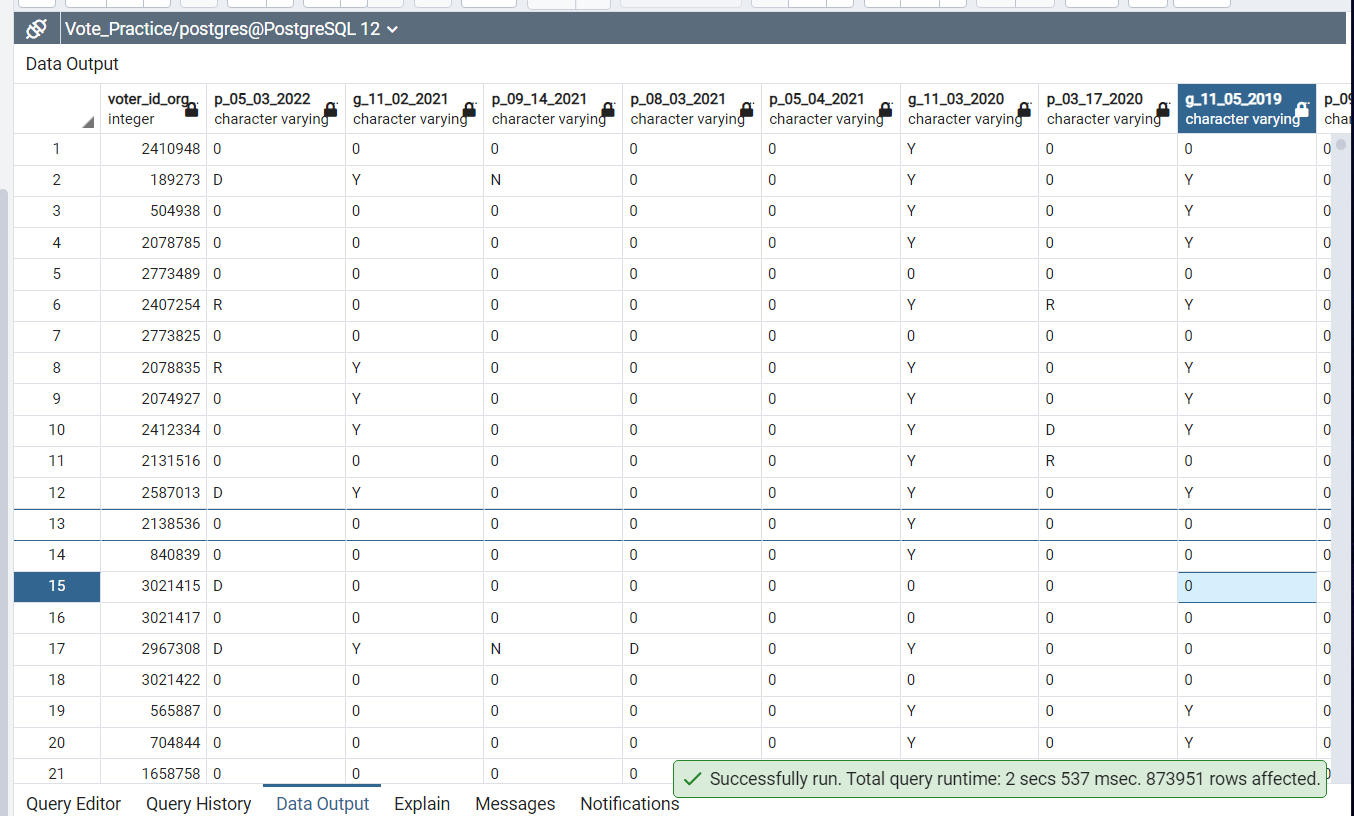 Vote_Practice/postgres@PostgreSQL 12
Data Output
voter_id_org p_05_03_2022 g_11_02_2021 p_09_14_2021 p_08_03_2021 p_05_04_2021 g_11_03_2020 p_03_17_2020 g_11_05_2019 p_09
integer character varying character varying character varying character varying character varying character varying character varying character varying char
1 2410948 0 0 0 0 0 Y 0 0 0
2 189273 D Y N 0 0 Y 0 Y 0
3 504938 0 0 0 0 0 Y 0 Y 0
4 2078785 0 0 0 0 0 Y 0 Y 0
5 2773489 0 0 0 0 0 0 0 0 0
6 2407254 R 0 0 0 0 Y R Y 0
7 2773825 0 0 0 0 0 0 0 0 0
8 2078835 R Y 0 0 0 Y 0 Y 0
9 2074927 0 Y 0 0 0 Y 0 Y 0
10 2412334 0 Y 0 0 0 Y D Y 0
11 2131516 0 0 0 0 0 Y R 0 0
12 2587013 D Y 0 0 0 Y 0 Y 0
13 2138536 0 0 0 0 0 Y 0 0 0
14 840839 0 0 0 0 0 Y 0 0 0
15 3021415 D 0 0 0 0 0 0 0 0
16 3021417 0 0 0 0 0 0 0 0 0
17 2967308 D Y N D 0 Y 0 0 0
18 3021422 0 0 0 0 0 0 0 0 0
19 565887 0 0 0 0 0 Y 0 Y 0
20 704844 0 0 0 0 0 Y 0 Y 0
21 1658758 0 0 0 0
Successfully run. Total query runtime: 2 secs 537 msec. 873951 rows affected.
Query Editor Query History Data Output Explain Messages Notifications